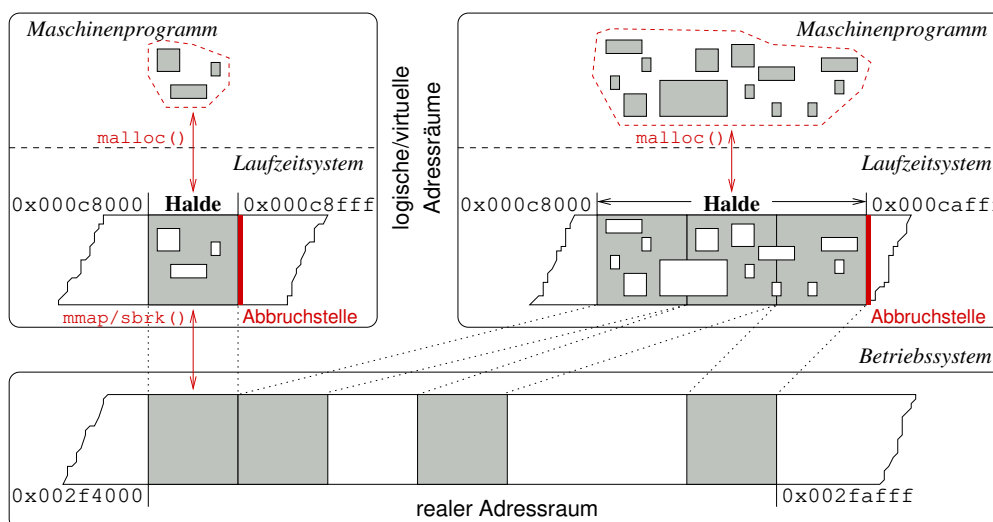 Maschinenprogramm
malloc()
Laufzeitsystem
0x000c8000
Halde
0x000c8fff
mmap/sbrk()
Abbruchstelle
logische/virtuelle
Adressräume
Maschinenprogramm
malloc()
Laufzeitsystem
0x000c8000
Halde
0x000cafff
Abbruchstelle
Betriebssystem
0x002f4000
realer Adressraum
0x002fafff